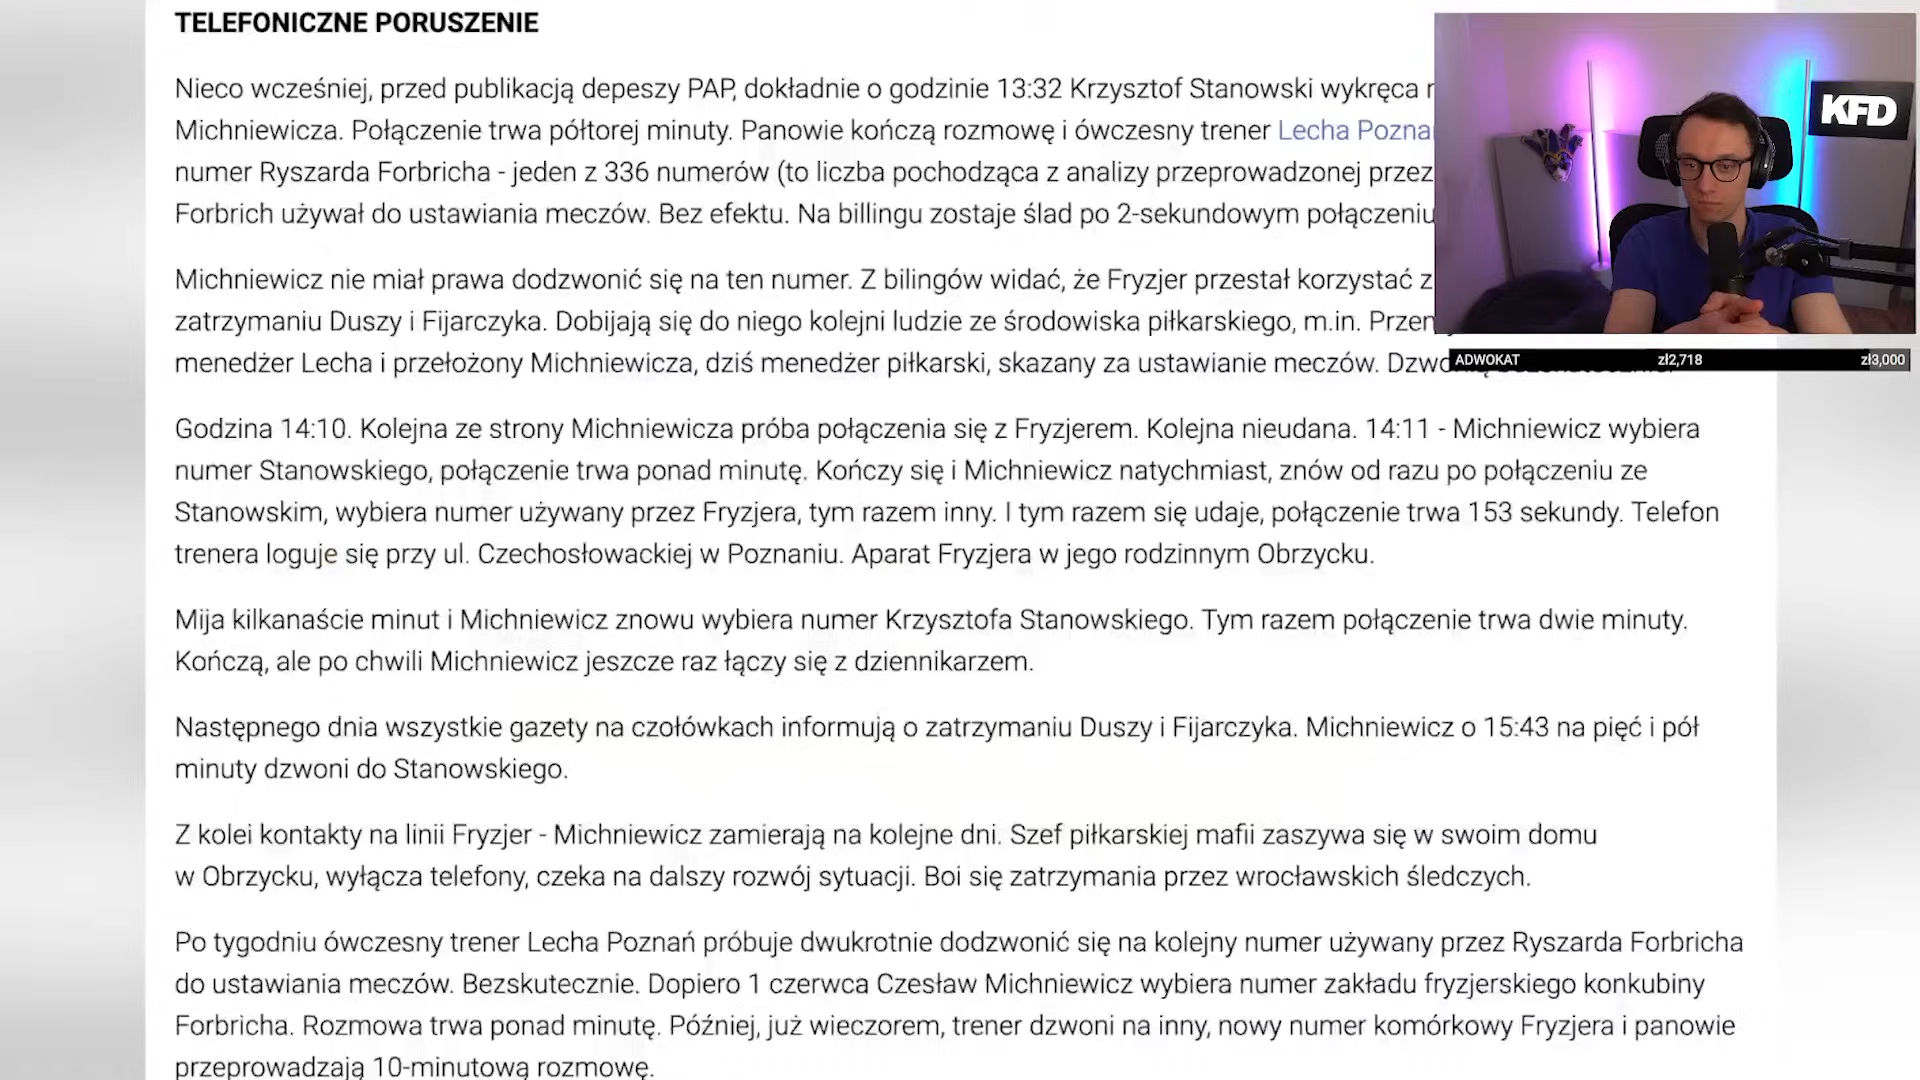 TELEFONICZNE PORUSZENIE
Nieco wcześniej, przed publikacją depeszy PAP, dokładnie o godzinie 13:32 Krzysztof Stanowski wykręca
Michniewicza. Połączenie trwa półtorej minuty. Panowie kończą rozmowę i ówczesny trener Lecha
numer Ryszarda Forbricha - jeden z 336 numerów (to liczba pochodząca z analizy przeprowadzonej przez
Forbrich używał do ustawiania meczów. Bez efektu. Na billingu zostaje ślad po 2-sekundowym połączeniu
Michniewicz nie miał prawa dodzwonić się na ten numer. Z bilingów widać, że Fryzjer przestał korzystać z
zatrzymaniu Duszy i Fijarczyka. Dobijają się do niego kolejni ludzie ze środowiska piłkarskiego, m.in.
menedżer Lecha i przełożony Michniewicza, dziś menedżer piłkarski, skazany za ustawianie meczów.
Godzina 14:10. Kolejna ze strony Michniewicza próba połączenia się z Fryzjerem. Kolejna nieudana. 14:11 - Michniewicz wybiera
numer Stanowskiego, połączenie trwa ponad minutę. Kończy się i Michniewicz natychmiast, znów od razu po połączeniu ze
Stanowskim, wybiera numer używany przez Fryzjera, tym razem inny. I tym razem się udaje, połączenie trwa 153 sekundy. Telefon
trenera loguje się przy ul. Czechosłowackiej w Poznaniu. Aparat Fryzjera w jego rodzinnym Obrzycku.
Mija kilkanaście minut i Michniewicz znowu wybiera numer Krzysztofa Stanowskiego. Tym razem połączenie trwa dwie minuty.
Kończą, ale po chwili Michniewicz jeszcze raz łączy się z dziennikarzem.
Następnego dnia wszystkie gazety na czołówkach informują o zatrzymaniu Duszy i Fijarczyka. Michniewicz o 15:43 na pięć i pół
minuty dzwoni do Stanowskiego.
Z kolei kontakty na linii Fryzjer - Michniewicz zamierają na kolejne dni. Szef piłkarskiej mafii zaszywa się w swoim domu
w Obrzycku, wyłącza telefony, czeka na dalszy rozwój sytuacji. Boi się zatrzymania przez wrocławskich śledczych.
Po tygodniu ówczesny trener Lecha Poznań próbuje dwukrotnie dodzwonić się na kolejny numer używany przez Ryszarda Forbricha
do ustawiania meczów. Bezskutecznie. Dopiero 1 czerwca Czesław Michniewicz wybiera numer zakładu fryzjerskiego konkubiny
Forbricha. Rozmowa trwa ponad minutę. Później, już wieczorem, trener dzwoni na inny, nowy numer komórkowy Fryzjera i panowie
przeprowadzają 10-minutową rozmowę.
KFD
ADWOKAT zł2,718 zł3,000